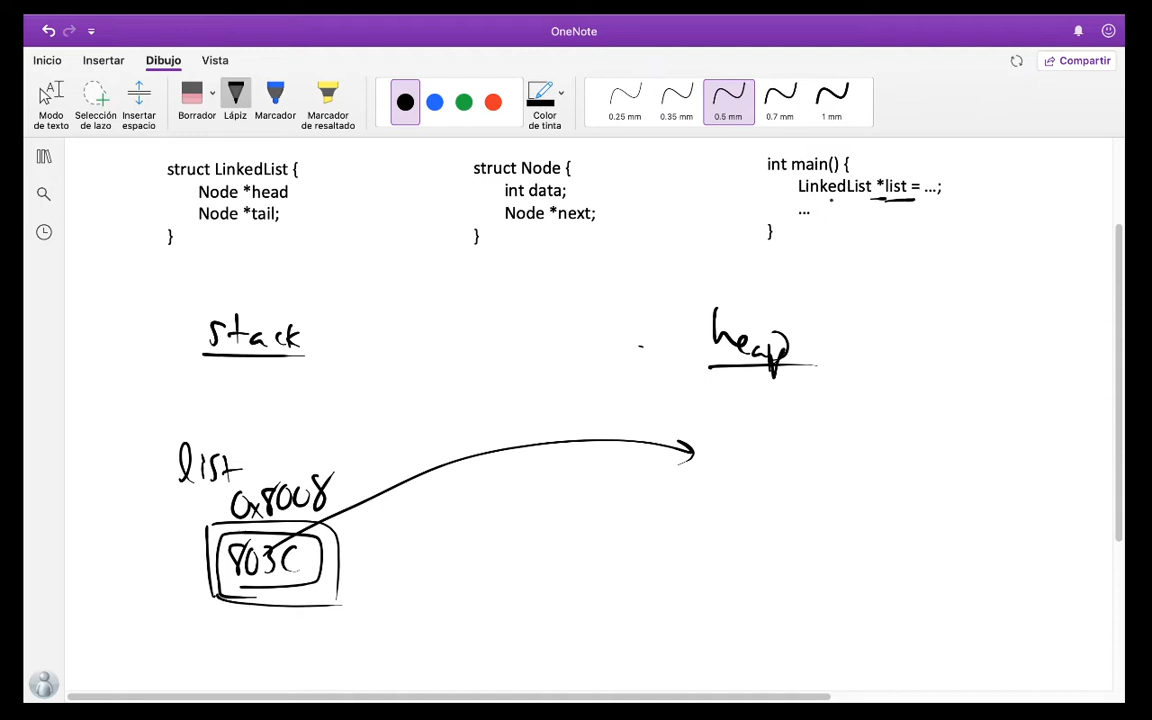 OneNote
Inicio Insertar Dibujo Vista
Compartir
Modo de texto
Selección de lazo
Insertar espacio
Borrador
Lápiz
Marcador
Marcador de resaltado
Color de tinta
0.25 mm
0.35 mm
0.5 mm
0.7 mm
1 mm
struct LinkedList {
Node *head
Node *tail;
}
struct Node {
int data;
Node *next;
}
int main() {
LinkedList *list = ...;
...
}
stack
heap
list
0x8008
803C